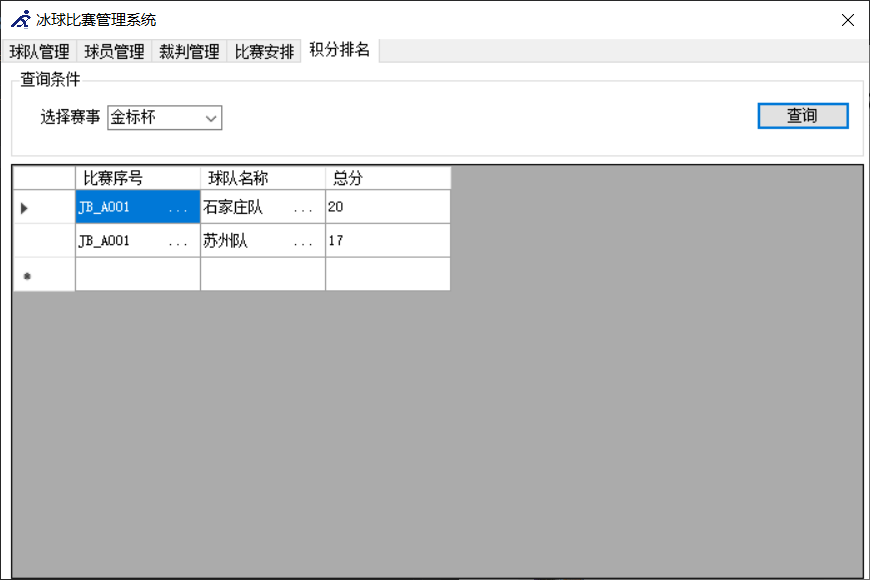 冰球比赛管理系统
球队管理 球员管理 裁判管理 比赛安排 积分排名
查询条件
选择赛事 金标杯 查询
比赛序号 球队名称 总分
JB_A001 ... 石家庄队 ... 20
JB_A001 ... 苏州队 ... 17